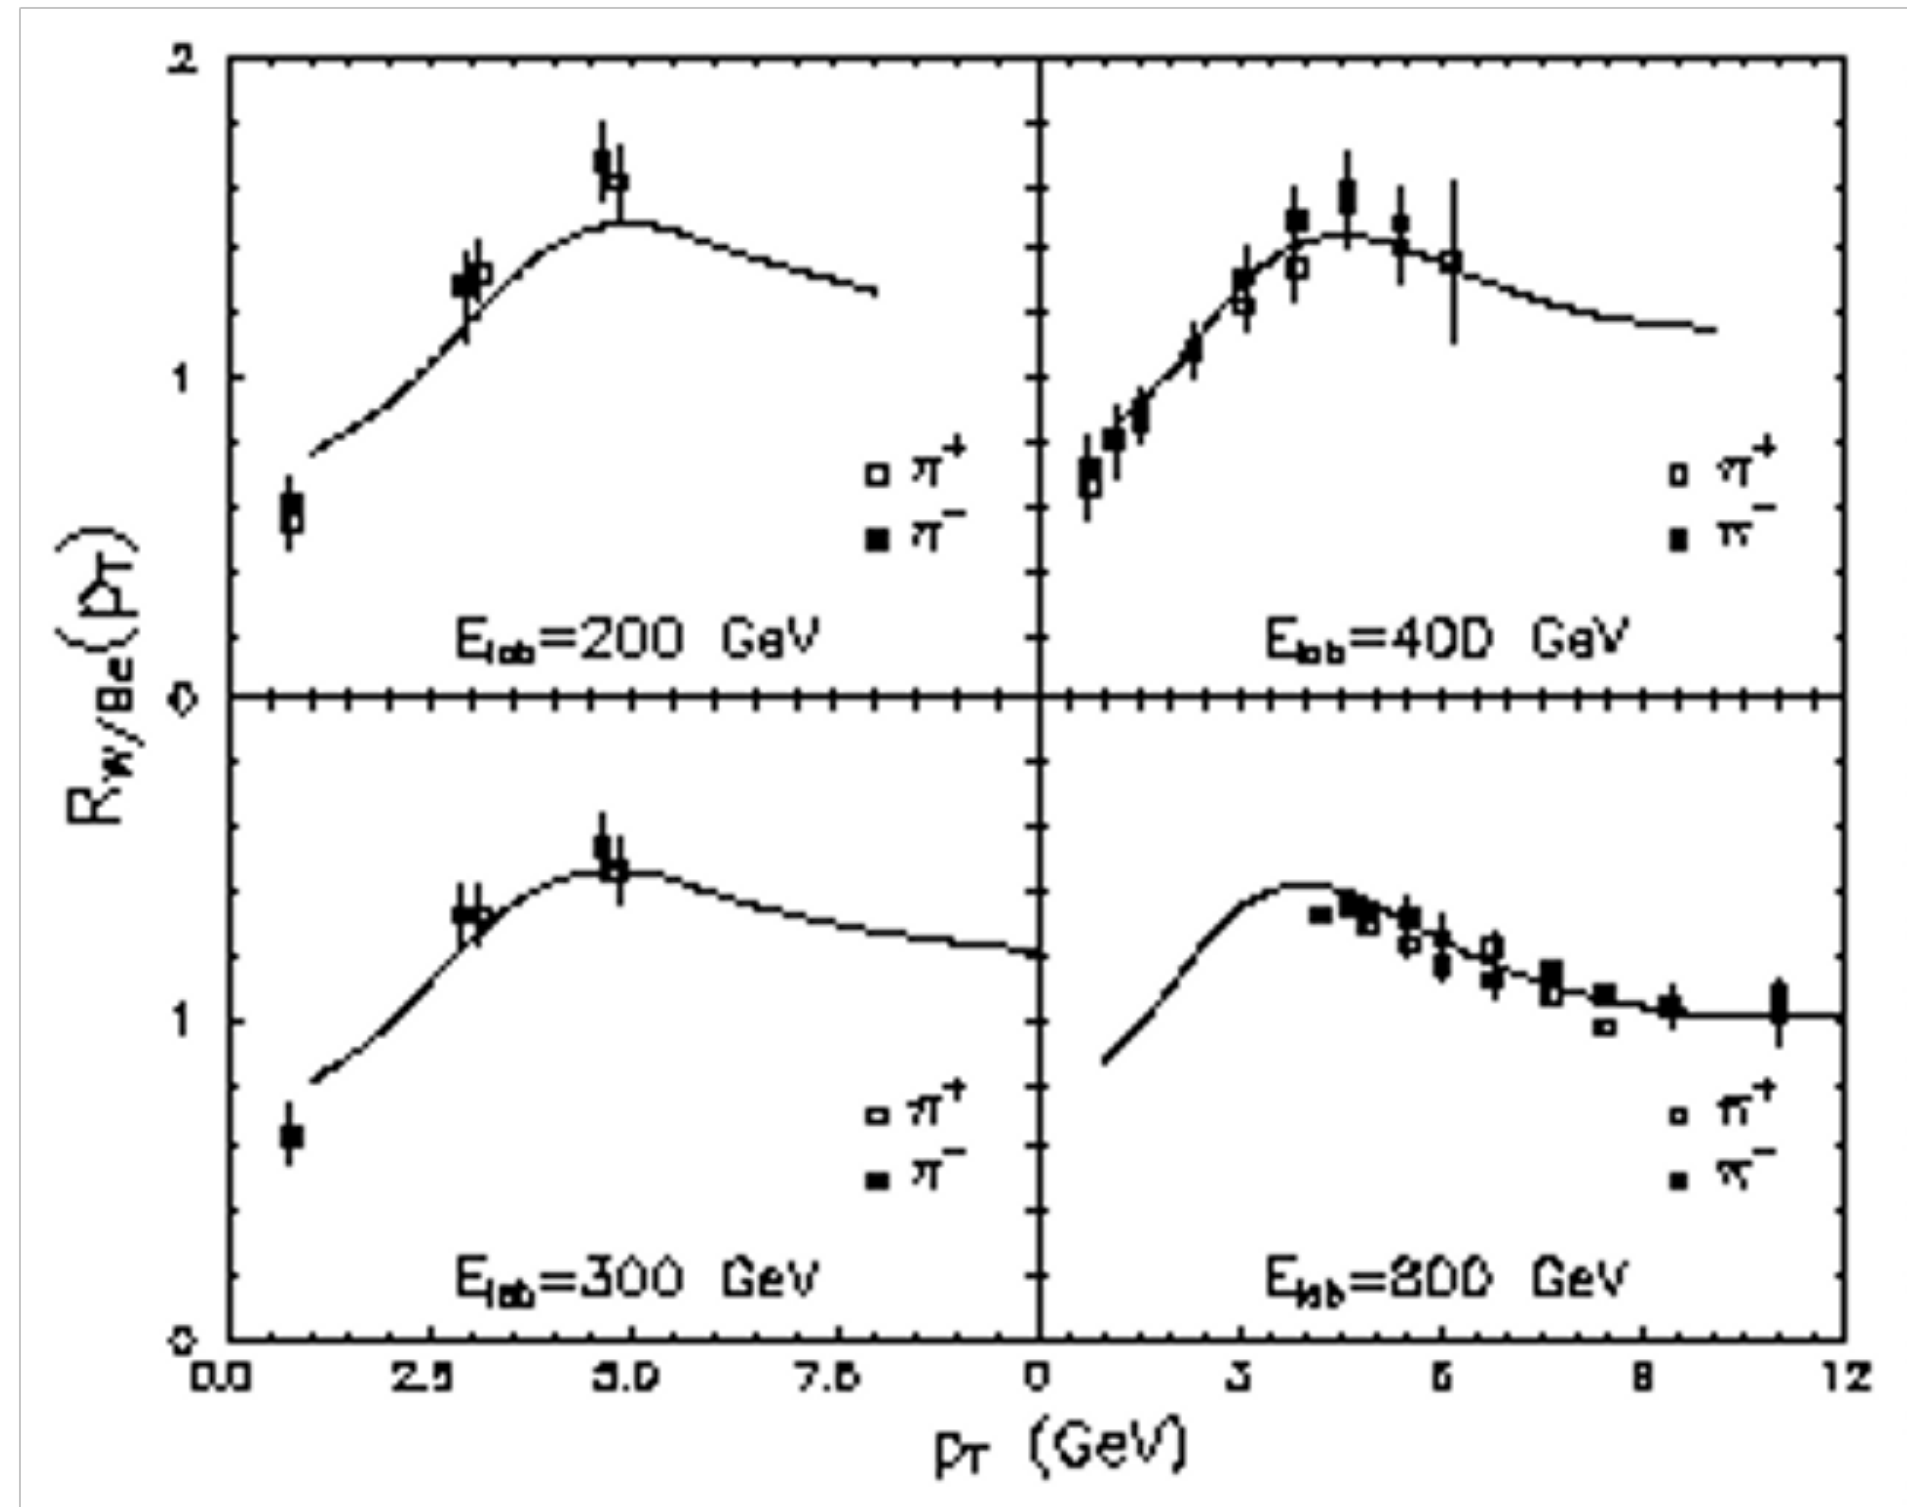 2
1
π+
π−
E_lab=200 GeV
π+
π−
E_lab=400 GeV
R_W/Be(p_T)
0
1
π+
π−
E_lab=300 GeV
π+
π−
E_lab=800 GeV
0
0.0 2.5 5.0 7.5 0 3 6 9 12
p_T (GeV)